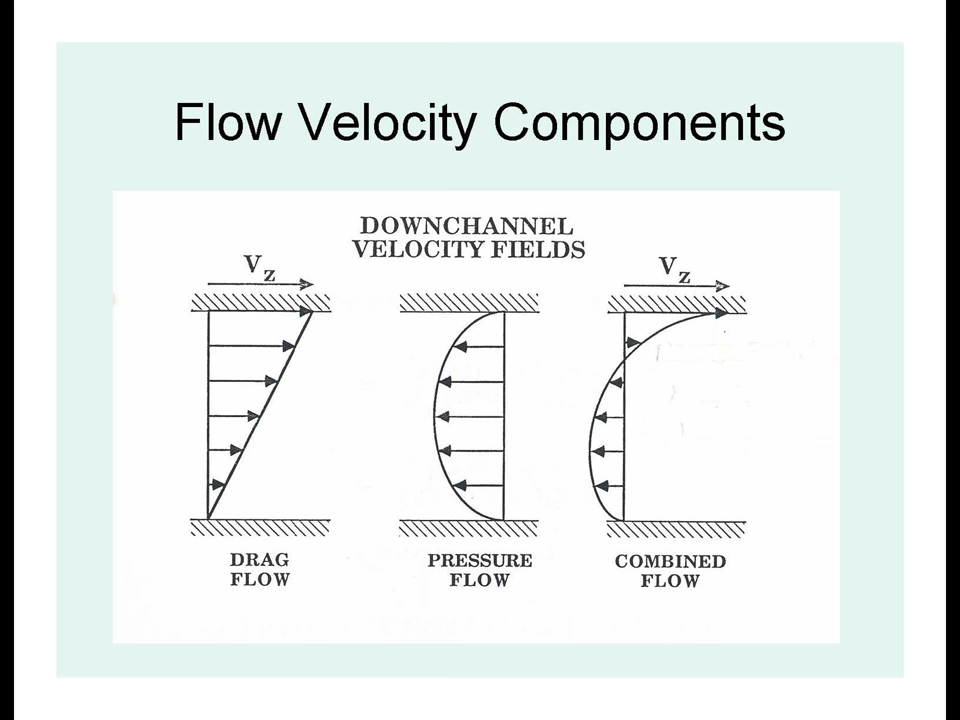 Flow Velocity Components
DOWNCHANNEL
VELOCITY FIELDS
Vz
Vz
DRAG
FLOW
PRESSURE
FLOW
COMBINED
FLOW